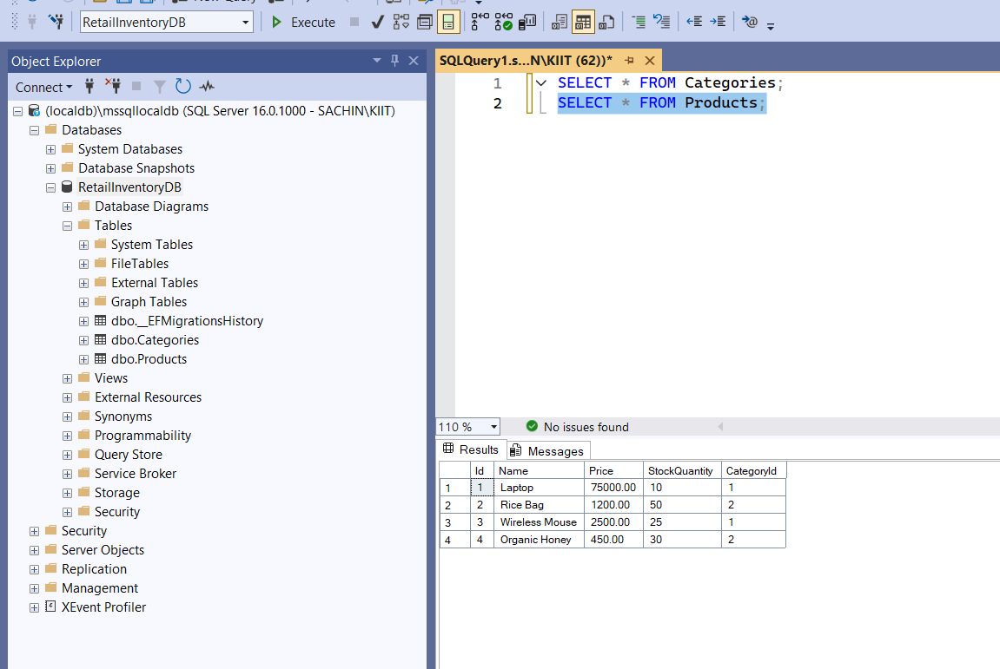 New Query
RetailInventoryDB Execute
Object Explorer
Connect
(localdb)\mssqllocaldb (SQL Server 16.0.1000 - SACHIN\KIIT)
Databases
System Databases
Database Snapshots
RetailInventoryDB
Database Diagrams
Tables
System Tables
FileTables
External Tables
Graph Tables
dbo.__EFMigrationsHistory
dbo.Categories
dbo.Products
Views
External Resources
Synonyms
Programmability
Query Store
Service Broker
Storage
Security
Security
Server Objects
Replication
Management
XEvent Profiler
SQLQuery1.s...N\KIIT (62))*
1 SELECT * FROM Categories;
2 SELECT * FROM Products;
110 % No issues found
Results Messages
Id Name Price StockQuantity CategoryId
1 1 Laptop 75000.00 10 1
2 2 Rice Bag 1200.00 50 2
3 3 Wireless Mouse 2500.00 25 1
4 4 Organic Honey 450.00 30 2